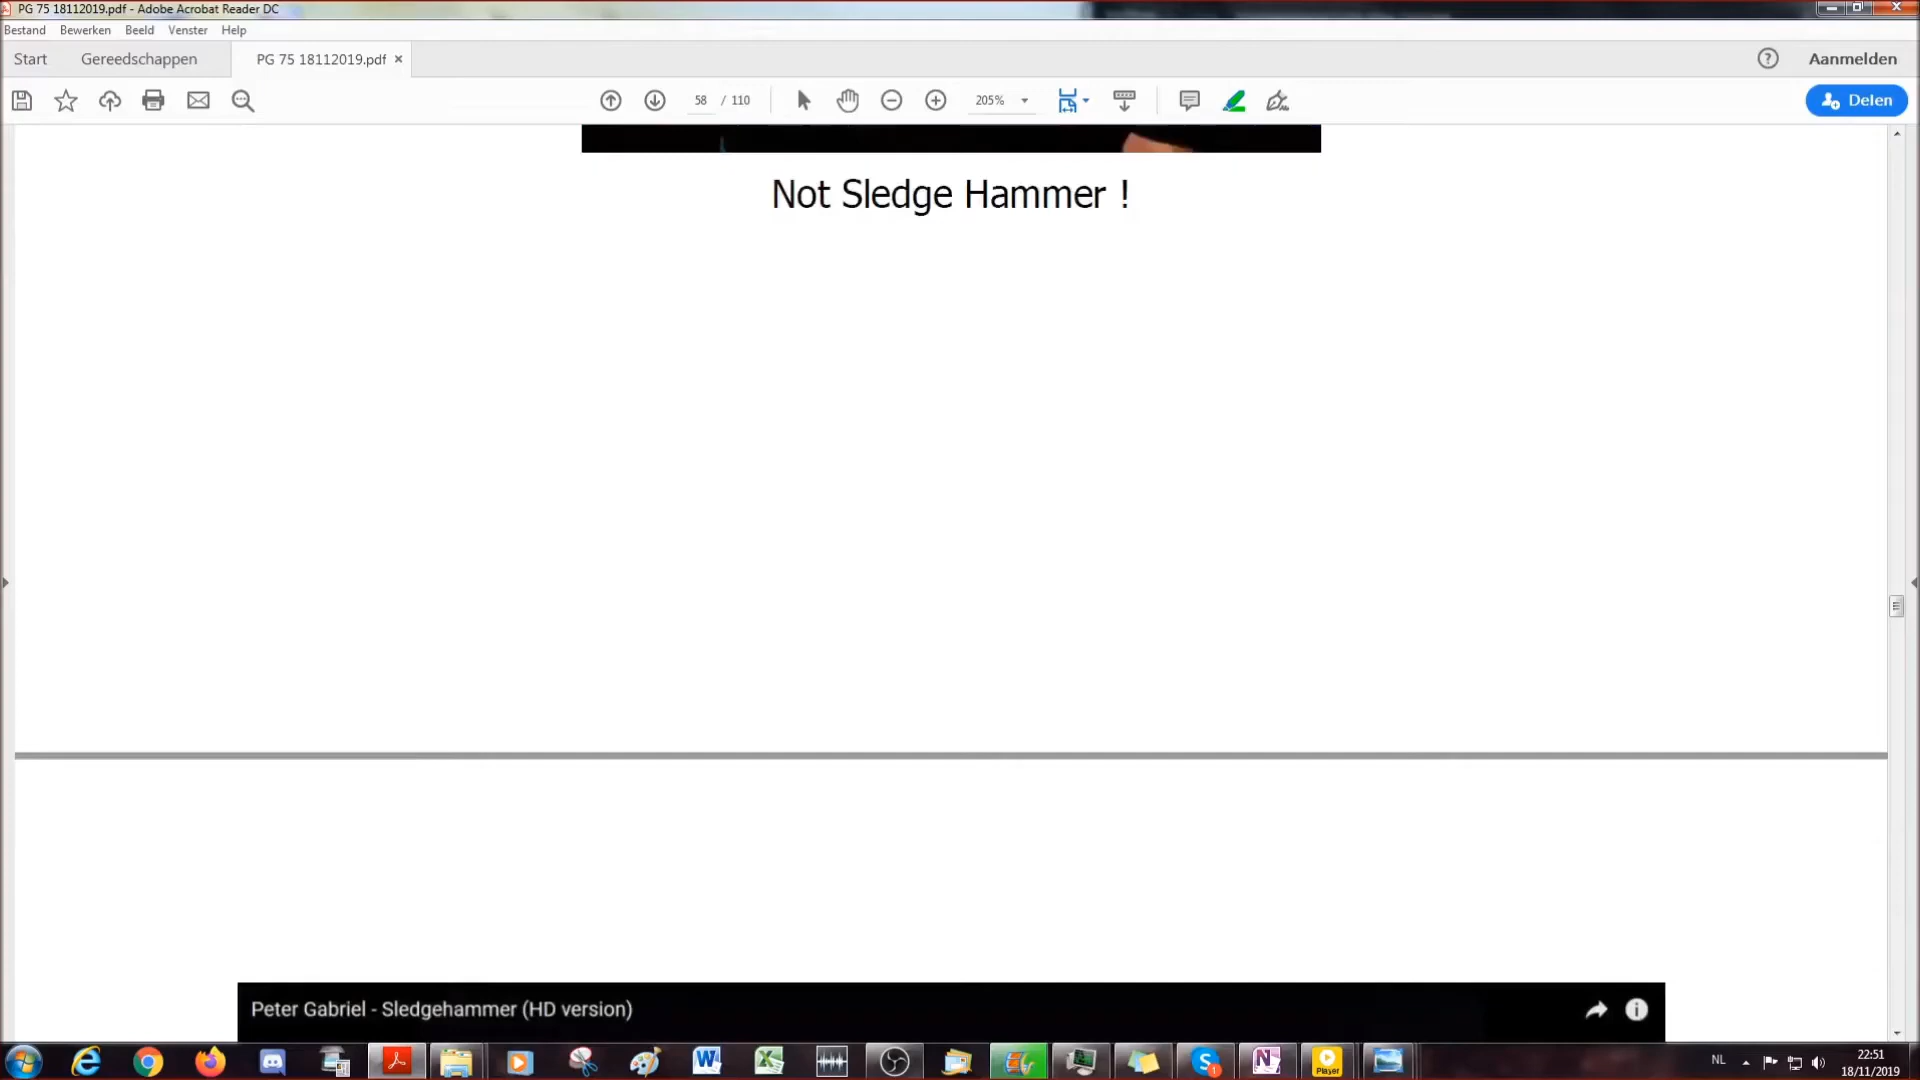 PG 75 18112019.pdf - Adobe Acrobat Reader DC
Bestand Bewerken Beeld Venster Help
Start Gereedschappen PG 75 18112019.pdf × Aanmelden
58 / 110 205% Delen
Not Sledge Hammer !
Peter Gabriel - Sledgehammer (HD version)
NL 22:51
18/11/2019
Player